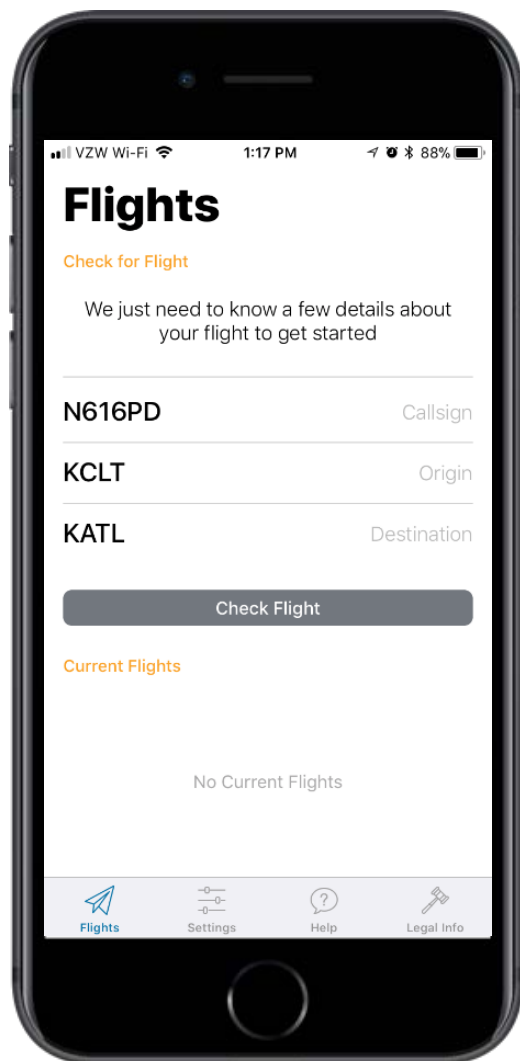 VZW Wi-Fi 1:17 PM 88%
Flights
Check for Flight
We just need to know a few details about
your flight to get started
N616PD Callsign
KCLT Origin
KATL Destination
Check Flight
Current Flights
No Current Flights
Flights Settings Help Legal Info